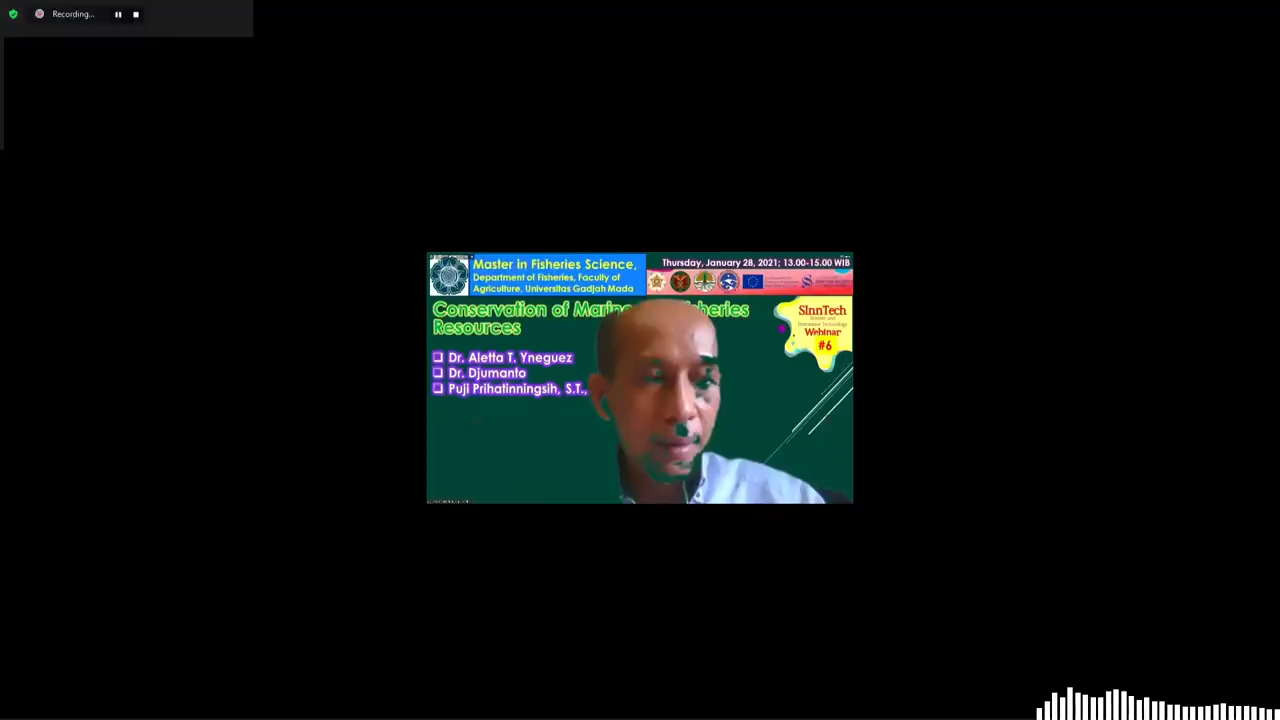 Recording...
Master in Fisheries Science,
Department of Fisheries, Faculty of
Agriculture, Universitas Gadjah Mada
Thursday, January 28, 2021; 13.00-15.00 WIB
Conservation of
Resources
SInnTech
Webinar
#6
❑ Dr. Aletta T. Yneguez
❑ Dr. Djumanto
❑ Puji Prihatinningsih, S.T.,